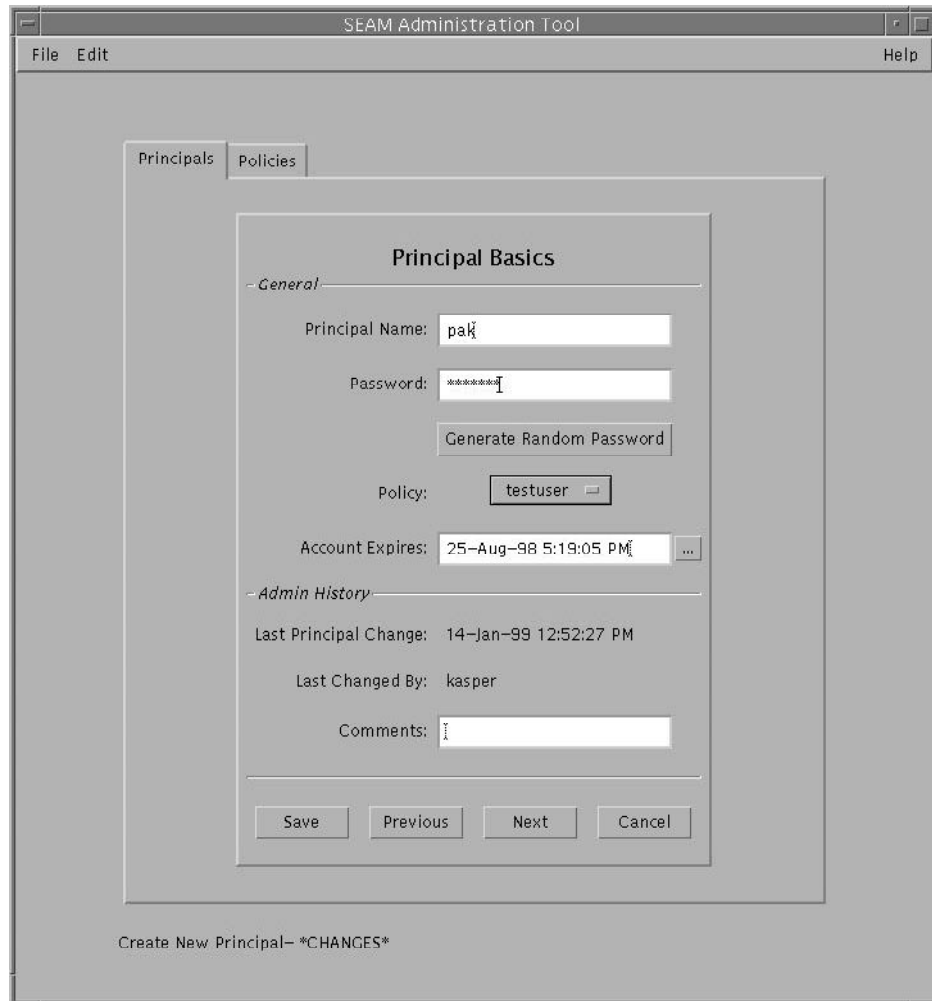 SEAM Administration Tool
File Edit Help
Principals Policies
Principal Basics
General
Principal Name: pak
Password: *******
Generate Random Password
Policy: testuser
Account Expires: 25-Aug-98 5:19:05 PM ...
Admin History
Last Principal Change: 14-Jan-99 12:52:27 PM
Last Changed By: kasper
Comments:
Save Previous Next Cancel
Create New Principal- *CHANGES*